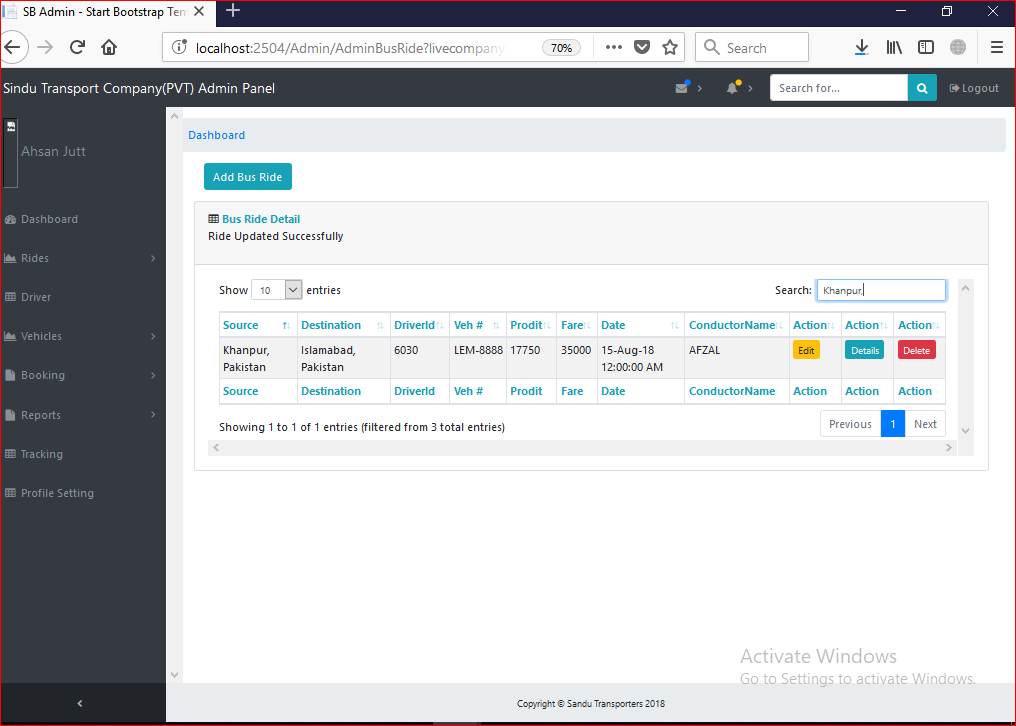 SB Admin - Start Bootstrap Tem
localhost:2504/Admin/AdminBusRide?livecompany
70%
Search
Sindu Transport Company(PVT) Admin Panel
Search for...
Logout
Ahsan Jutt
Dashboard
Rides
Driver
Vehicles
Booking
Reports
Tracking
Profile Setting
Dashboard
Add Bus Ride
Bus Ride Detail
Ride Updated Successfully
Show 10 entries
Search: Khanpur,
Source Destination DriverId Veh # Prodit Fare Date ConductorName Action Action Action
Khanpur, Islamabad, 6030 LEM-8888 17750 35000 15-Aug-18 AFZAL Edit Details Delete
Pakistan Pakistan 12:00:00 AM
Source Destination DriverId Veh # Prodit Fare Date ConductorName Action Action Action
Showing 1 to 1 of 1 entries (filtered from 3 total entries)
Previous 1 Next
Activate Windows
Go to Settings to activate Windows.
Copyright © Sandu Transporters 2018